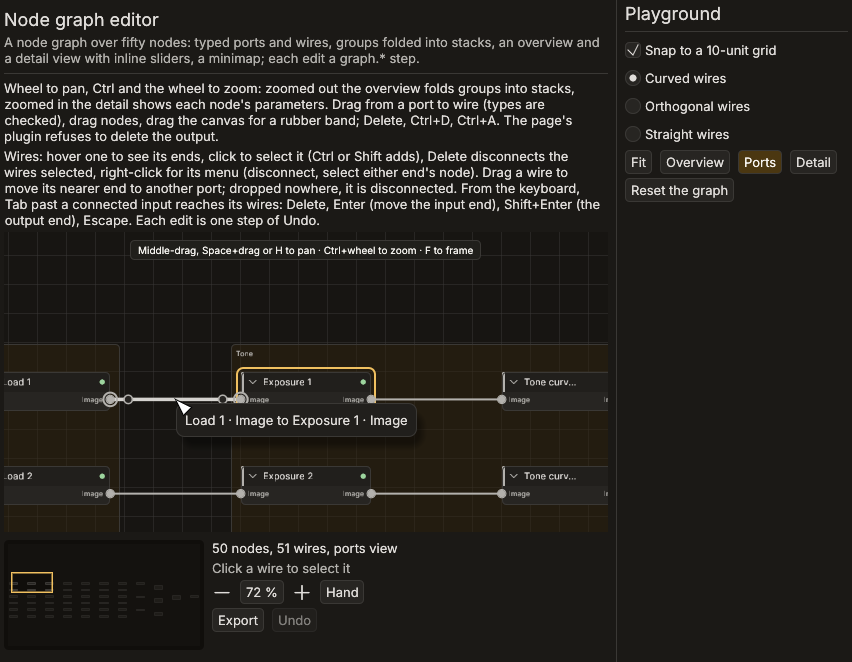 Node graph editor
A node graph over fifty nodes: typed ports and wires, groups folded into stacks, an overview and
a detail view with inline sliders, a minimap; each edit a graph.* step.
Wheel to pan, Ctrl and the wheel to zoom: zoomed out the overview folds groups into stacks,
zoomed in the detail shows each node's parameters. Drag from a port to wire (types are
checked), drag nodes, drag the canvas for a rubber band; Delete, Ctrl+D, Ctrl+A. The page's
plugin refuses to delete the output.
Wires: hover one to see its ends, click to select it (Ctrl or Shift adds), Delete disconnects the
wires selected, right-click for its menu (disconnect, select either end's node). Drag a wire to
move its nearer end to another port; dropped nowhere, it is disconnected. From the keyboard,
Tab past a connected input reaches its wires: Delete, Enter (move the input end), Shift+Enter (the
output end), Escape. Each edit is one step of Undo.
Middle-drag, Space+drag or H to pan · Ctrl+wheel to zoom · F to frame
Tone
oad 1
Exposure 1
Tone curv...
Image
Image
Image
Image
Load 1 · Image to Exposure 1 · Image
oad 2
Exposure 2
Tone curv...
Image
Image
Image
Image
50 nodes, 51 wires, ports view
Click a wire to select it
72 %
Hand
Export
Undo
Playground
Snap to a 10-unit grid
Curved wires
Orthogonal wires
Straight wires
Fit
Overview
Ports
Detail
Reset the graph